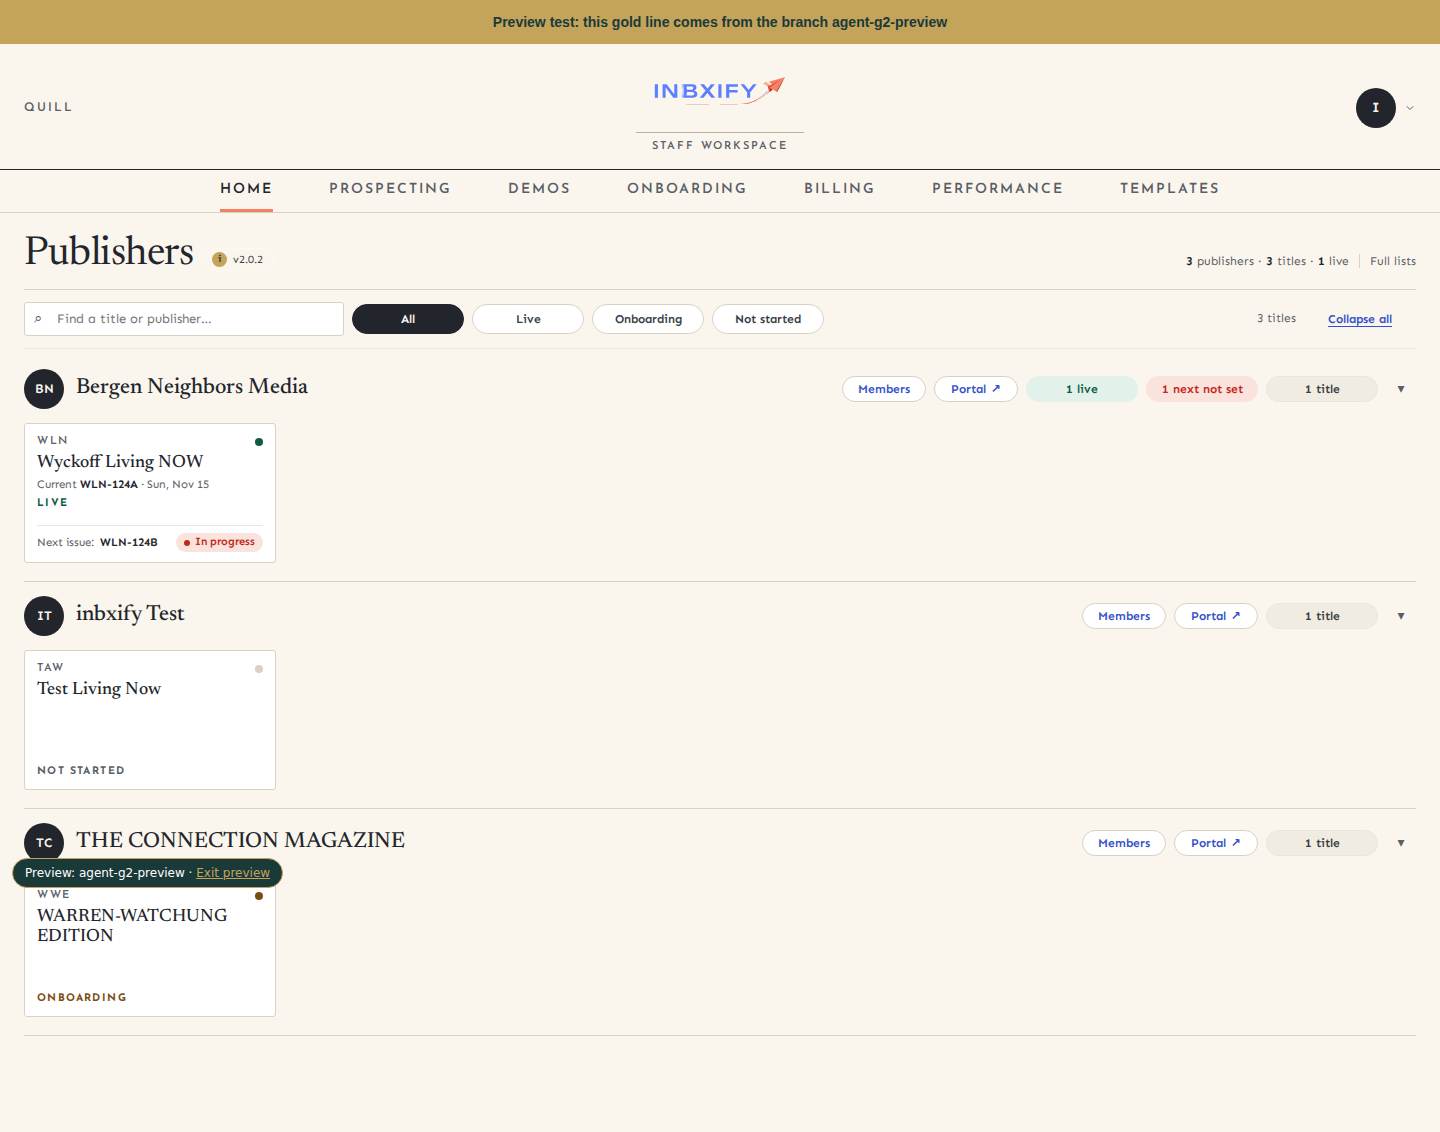 Preview test: this gold line comes from the branch agent-g2-preview
QUILL
INBXIFY
STAFF WORKSPACE
I
HOME PROSPECTING DEMOS ONBOARDING BILLING PERFORMANCE TEMPLATES
Publishers i v2.0.2
3 publishers · 3 titles · 1 live Full lists
Find a title or publisher...
All Live Onboarding Not started
3 titles Collapse all
BN Bergen Neighbors Media
Members Portal ↗ 1 live 1 next not set 1 title ▼
WLN
Wyckoff Living NOW
Current WLN-124A · Sun, Nov 15
LIVE
Next issue: WLN-124B In progress
IT inbxify Test
Members Portal ↗ 1 title ▼
TAW
Test Living Now
NOT STARTED
TC THE CONNECTION MAGAZINE
Members Portal ↗ 1 title ▼
Preview: agent-g2-preview · Exit preview
WWE
WARREN-WATCHUNG
EDITION
ONBOARDING